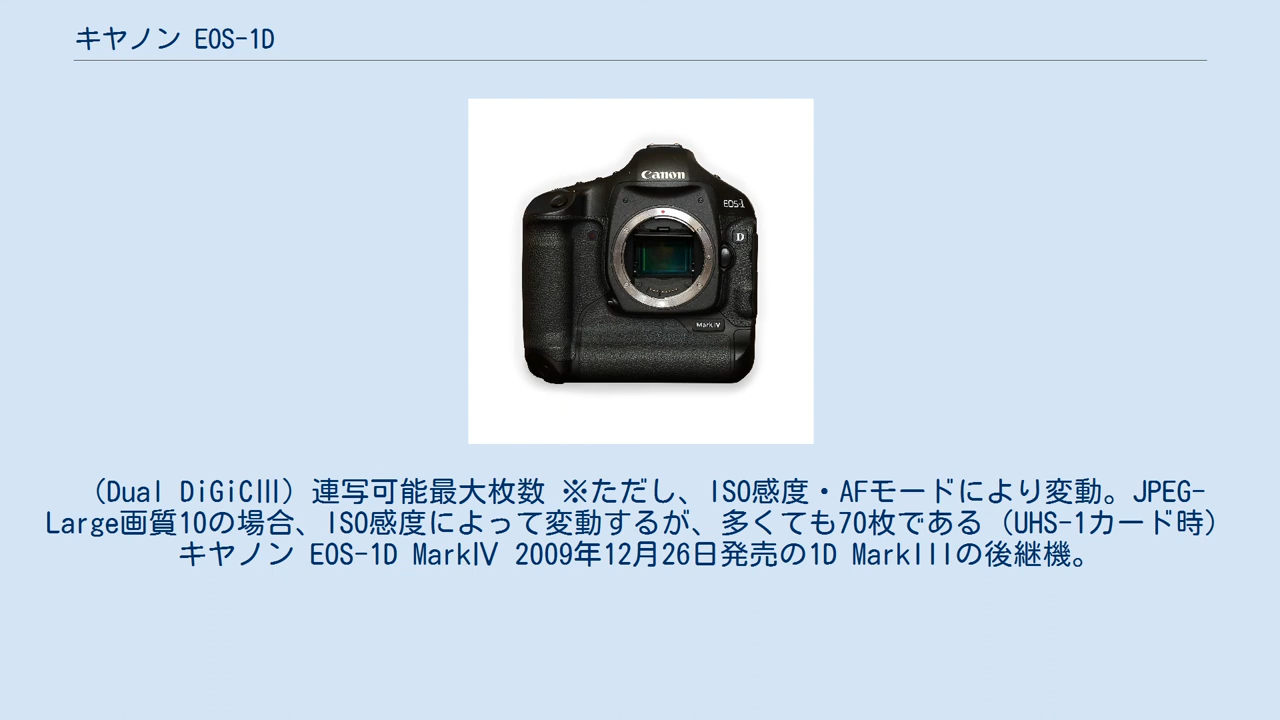 キヤノン EOS-1D
Canon
EOS-1
D
Mark IV
（Dual DiGiCⅢ）連写可能最大枚数 ※ただし、ISO感度・AFモードにより変動。JPEG-
Large画質10の場合、ISO感度によって変動するが、多くても70枚である（UHS-1カード時）
キヤノン EOS-1D MarkⅣ 2009年12月26日発売の1D MarkIIIの後継機。